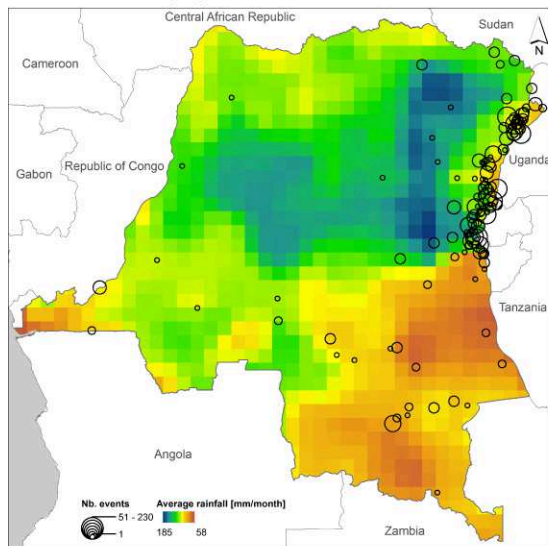 Central African Republic
Sudan
N
Cameroon
Gabon
Republic of Congo
Uganda
Tanzania
Angola
Nb. events
51 - 230
1
Average rainfall [mm/month]
185
58
Zambia